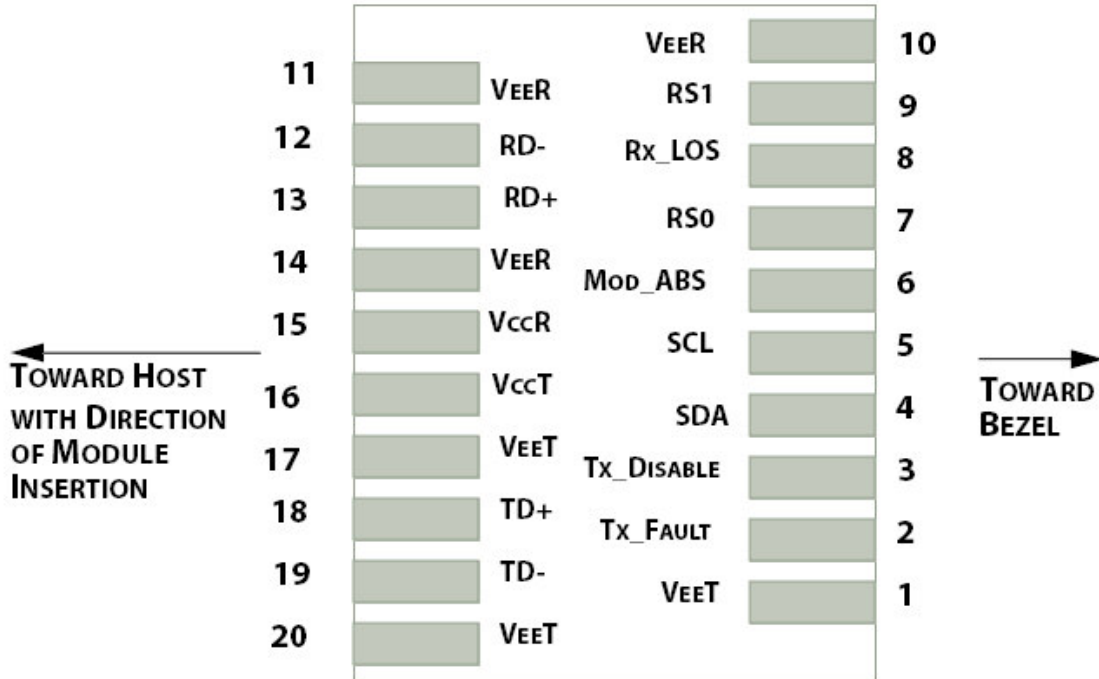 11 VEER
12 RD-
13 RD+
14 VEER
15 VCCR
16 VCCT
17 VEET
18 TD+
19 TD-
20 VEET
VEER 10
RS1 9
RX_LOS 8
RS0 7
MOD_ABS 6
SCL 5
SDA 4
TX_DISABLE 3
TX_FAULT 2
VEET 1
TOWARD HOST
WITH DIRECTION
OF MODULE
INSERTION
TOWARD
BEZEL